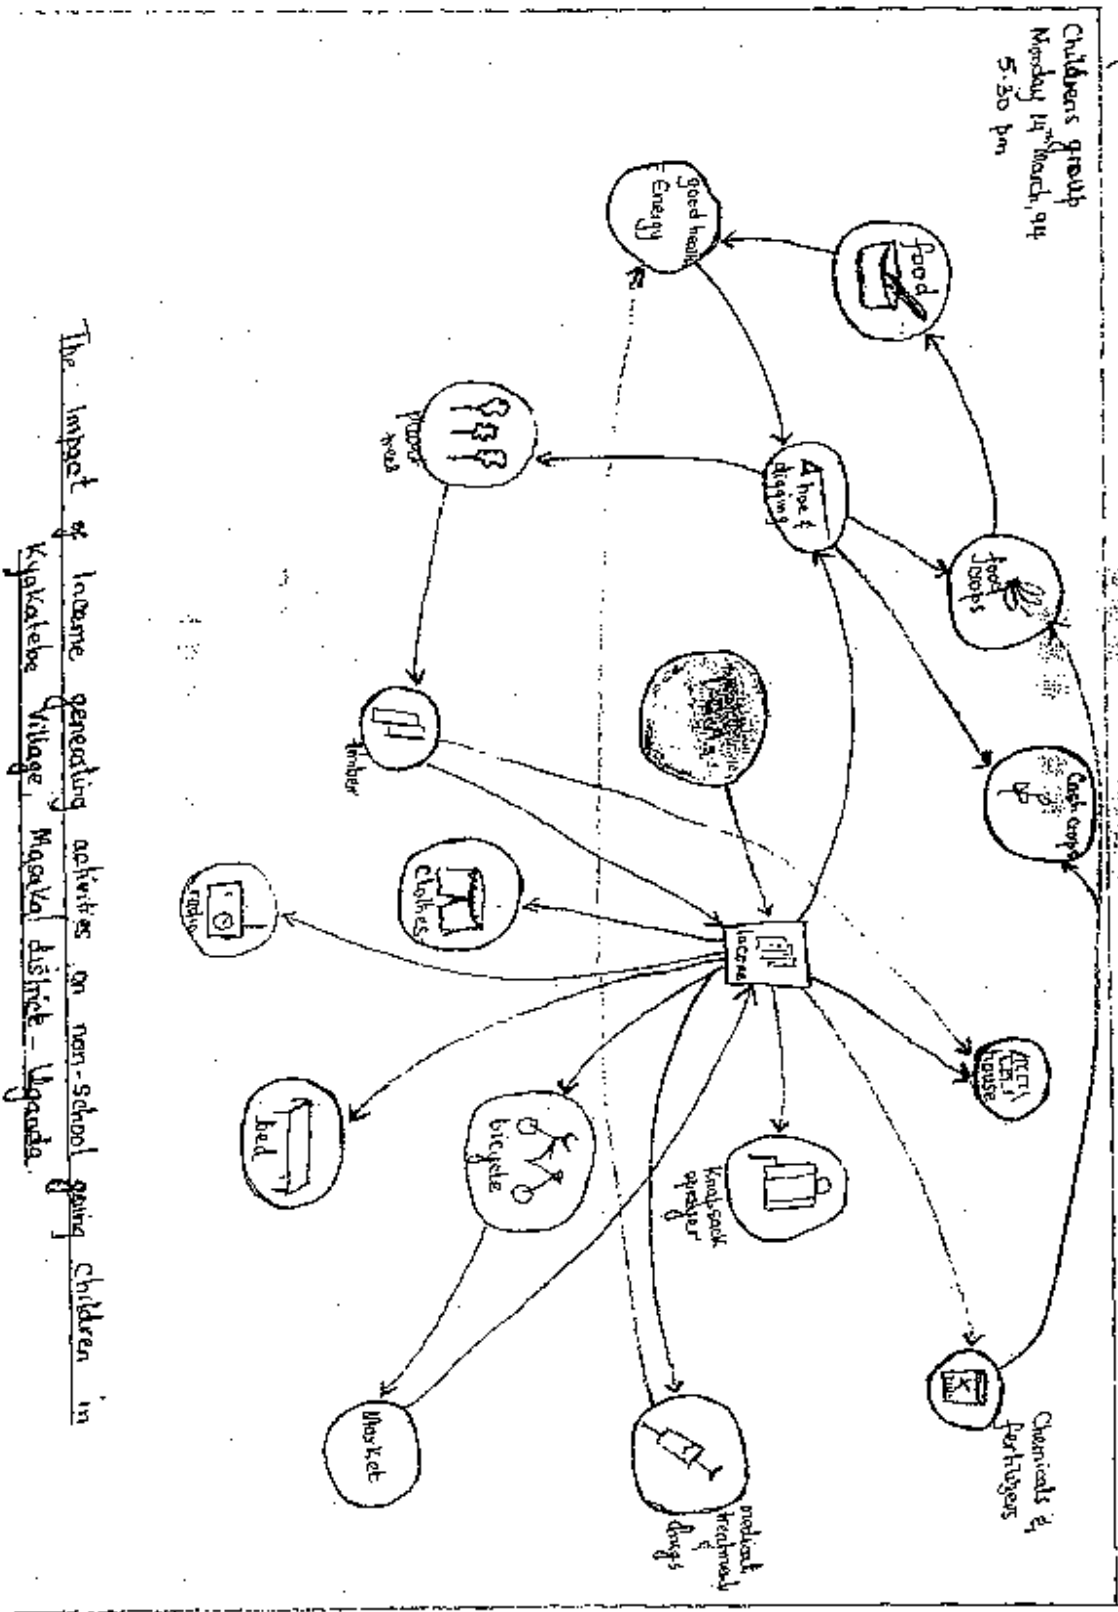 Childrens group
Monday 14th March, 94
5.30 pm
food
good health
Energy
A hoe &
digging
food
crops
Cash crops
plant
trees
timber
Income
house
Chemicals &
fertilizers
Knapsack
sprayer
clothes.
radio
bed
bicycle
Market
medical
treatment
&
drugs
The Impact of Income generating activities on non-School going Children in
Kyakatebe Village, Masaka district - Uganda.